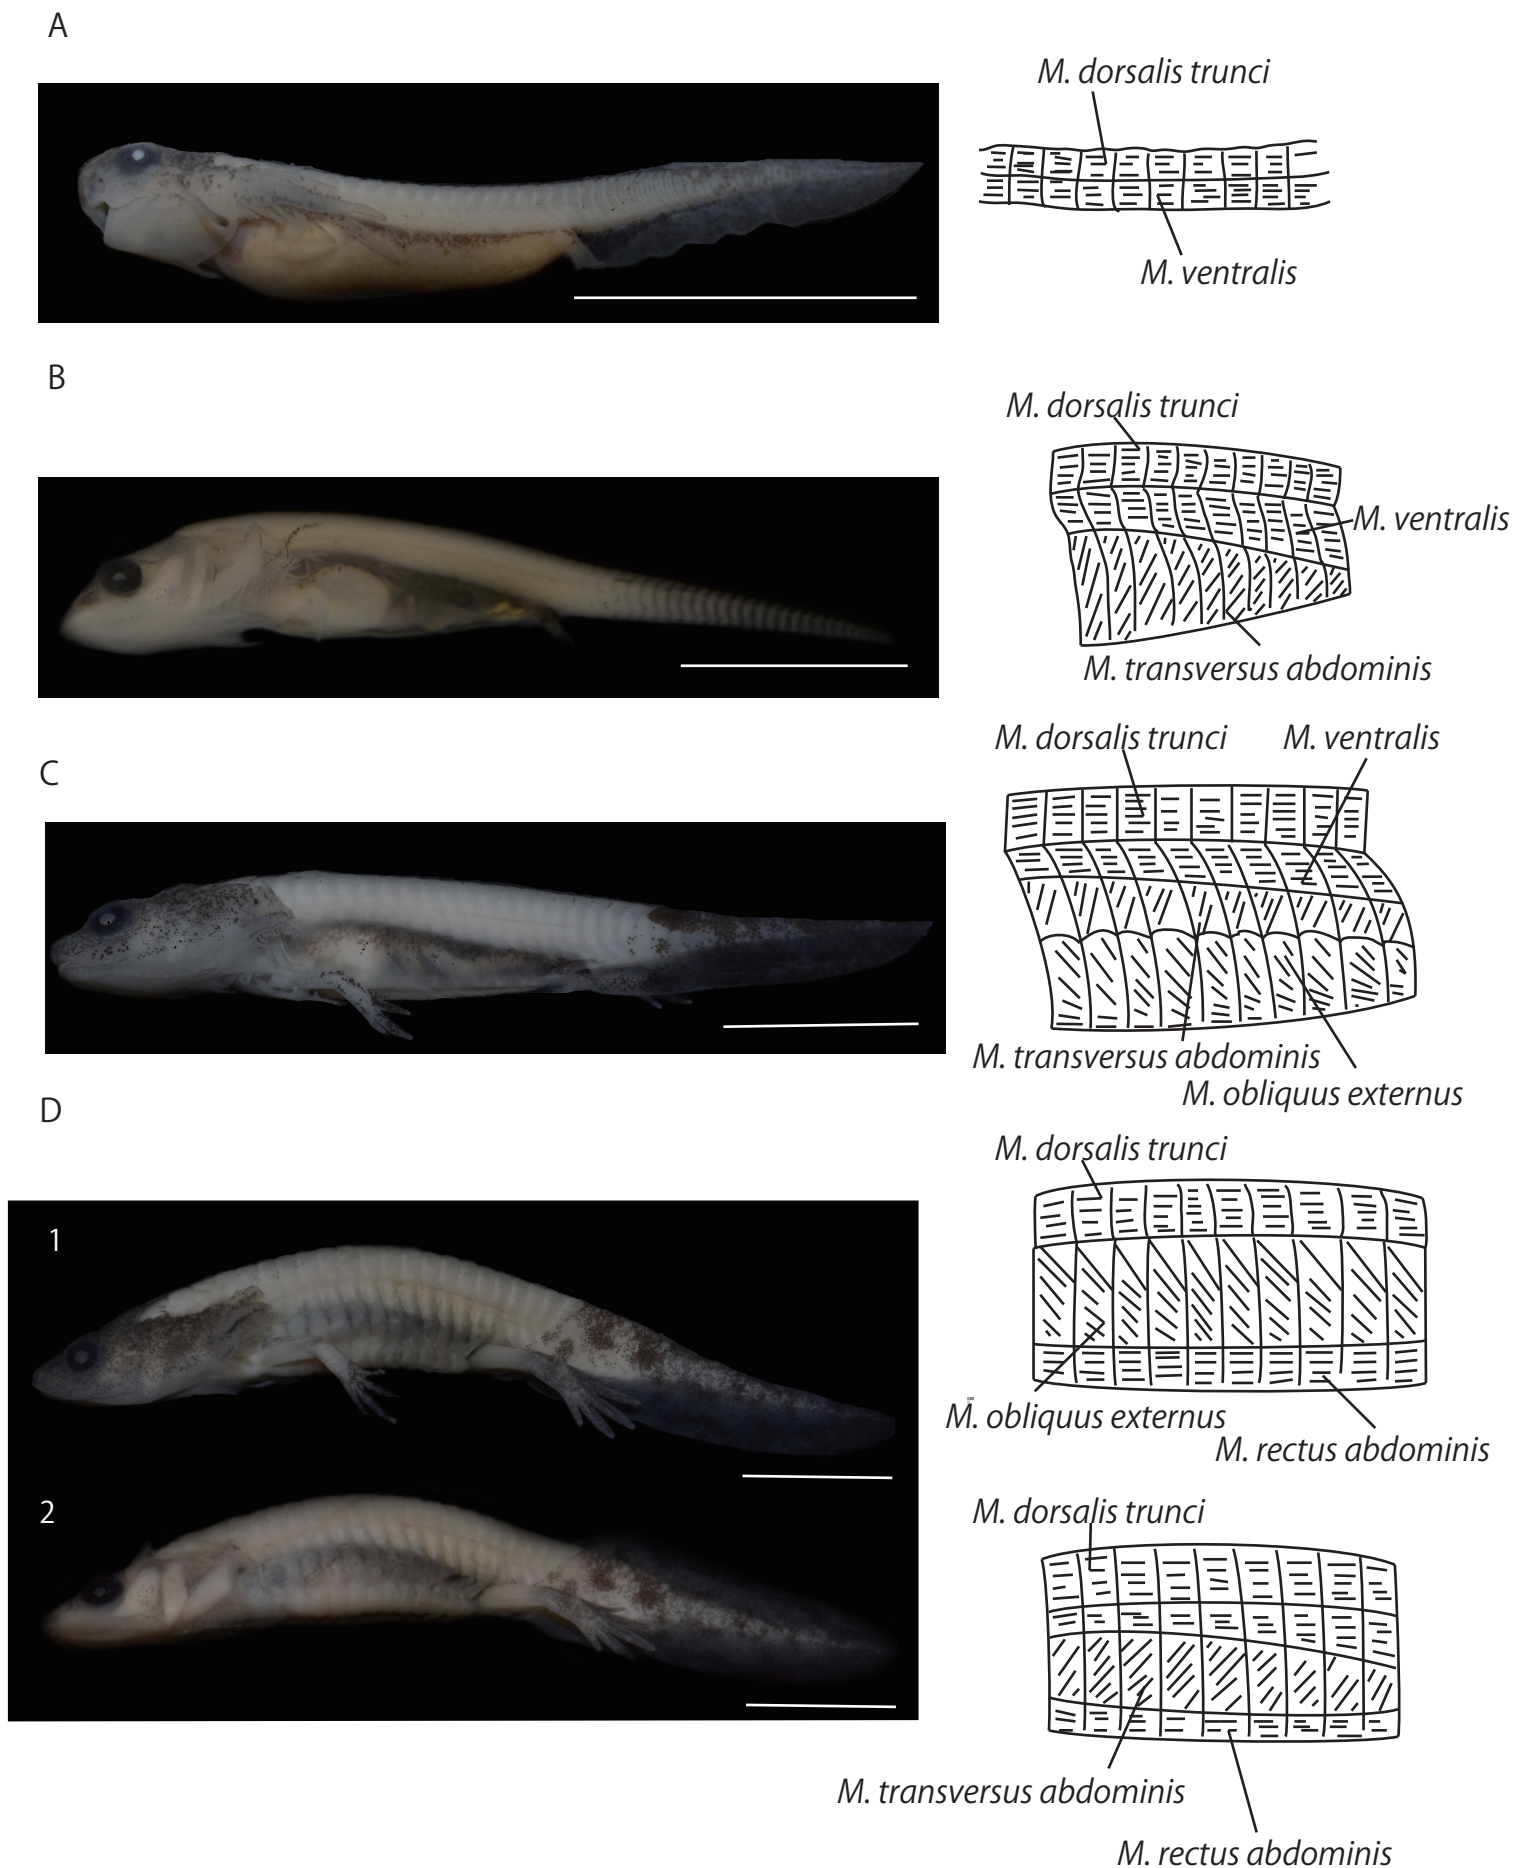 A
M. dorsalis trunci
M. ventralis
B
M. dorsalis trunci
M. ventralis
M. transversus abdominis
M. dorsalis trunci M. ventralis
C
M. transversus abdominis
M. obliquus externus
D
M. dorsalis trunci
1
M. obliquus externus
M. rectus abdominis
2
M. dorsalis trunci
M. transversus abdominis
M. rectus abdominis